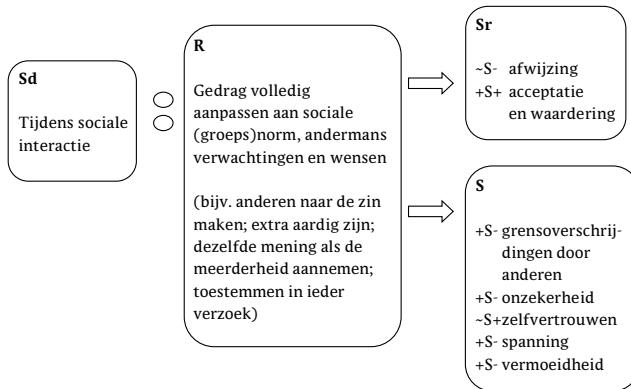 Sd
Tijdens sociale
interactie
R
Gedrag volledig
aanpassen aan sociale
(groeps)norm, andermans
verwachtingen en wensen
(bijv. anderen naar de zin
maken; extra aardig zijn;
dezelfde mening als de
meerderheid aannemen;
toestemmen in ieder
verzoek)
Sr
~S- afwijzing
+S+ acceptatie
en waardering
S
+S- grensoverschrij-
dingen door
anderen
+S- onzekerheid
~S+zelfvertrouwen
+S- spanning
+S- vermoeidheid